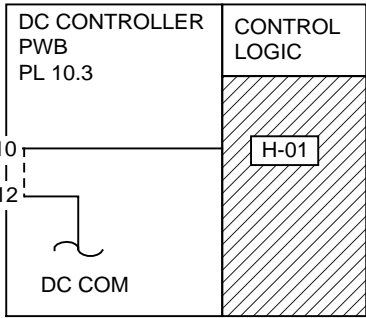 DC CONTROLLER
PWB
PL 10.3
CONTROL
LOGIC
10
H-01
12
DC COM